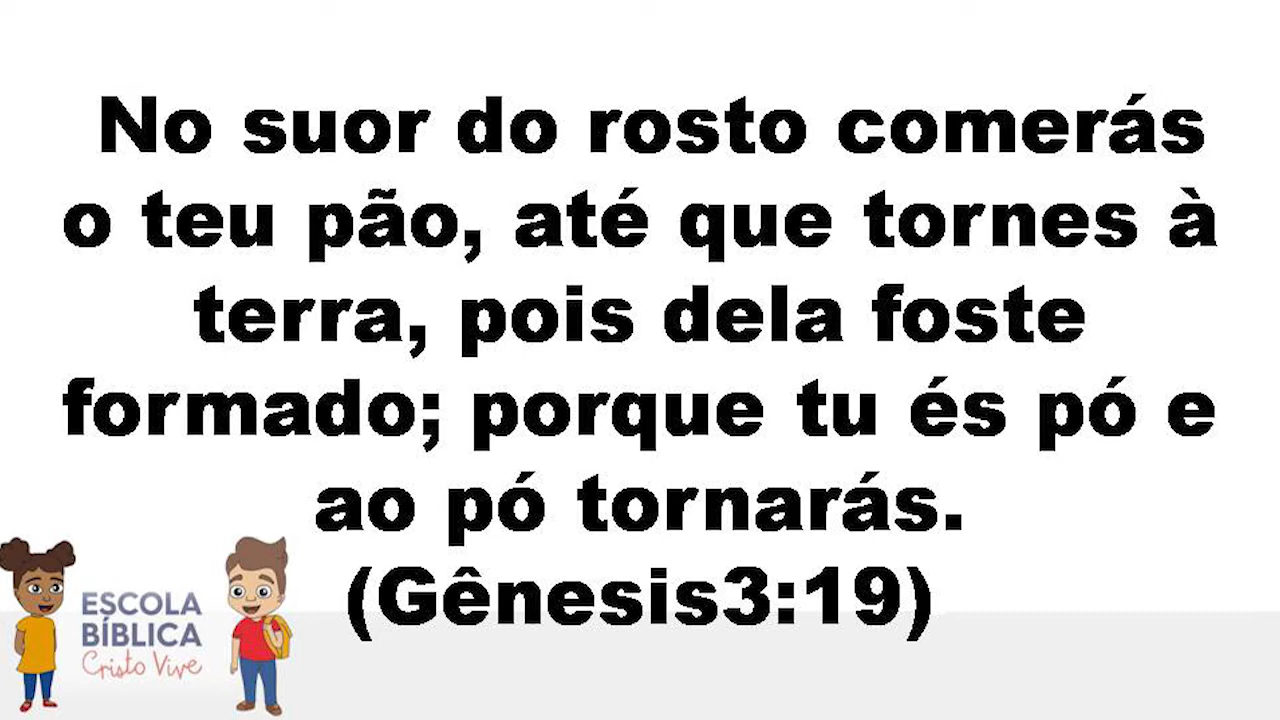 No suor do rosto comerás
o teu pão, até que tornes à
terra, pois dela foste
formado; porque tu és pó e
ao pó tornarás.
(Gênesis3:19)
ESCOLA
BÍBLICA
Cristo Vive